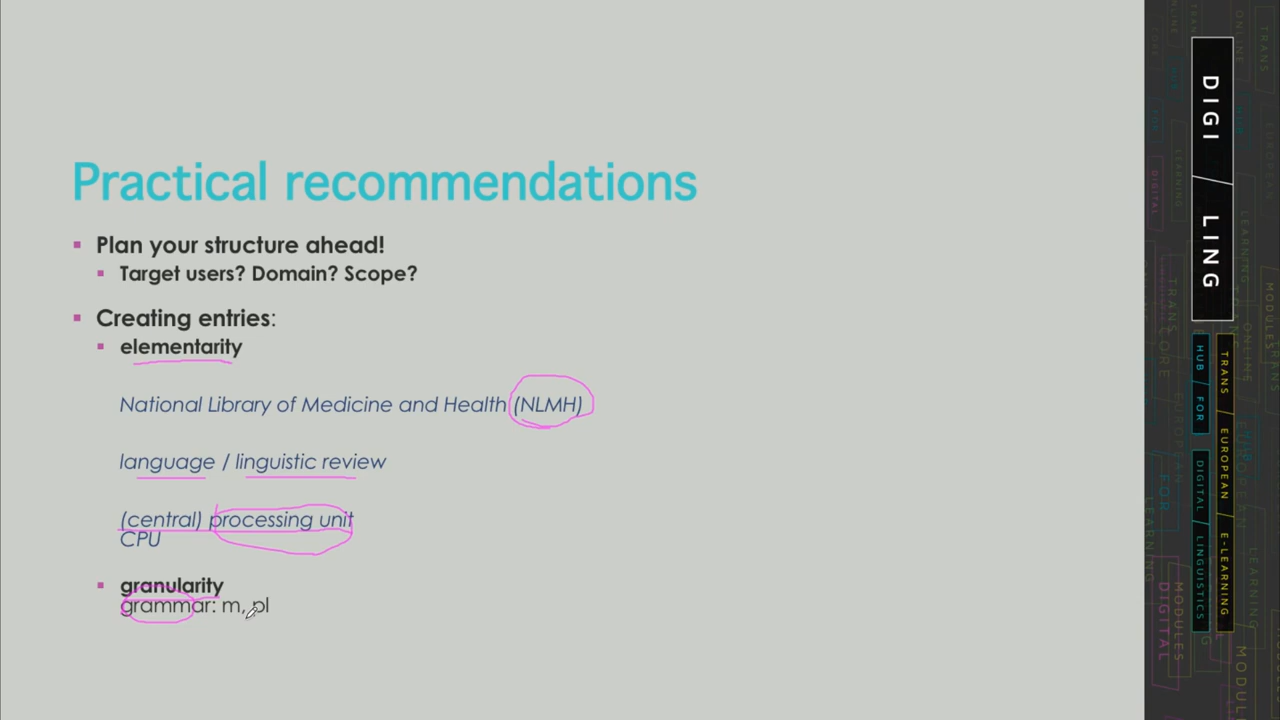 Practical recommendations
Plan your structure ahead!
Target users? Domain? Scope?
Creating entries:
elementarity
National Library of Medicine and Health (NLMH)
language / linguistic review
(central) processing unit
CPU
granularity
grammar: m, pl
DIGI / LING
HUB / FOR / DIGITAL / LINGUISTICS
TRANS / EUROPEAN / E-LEARNING